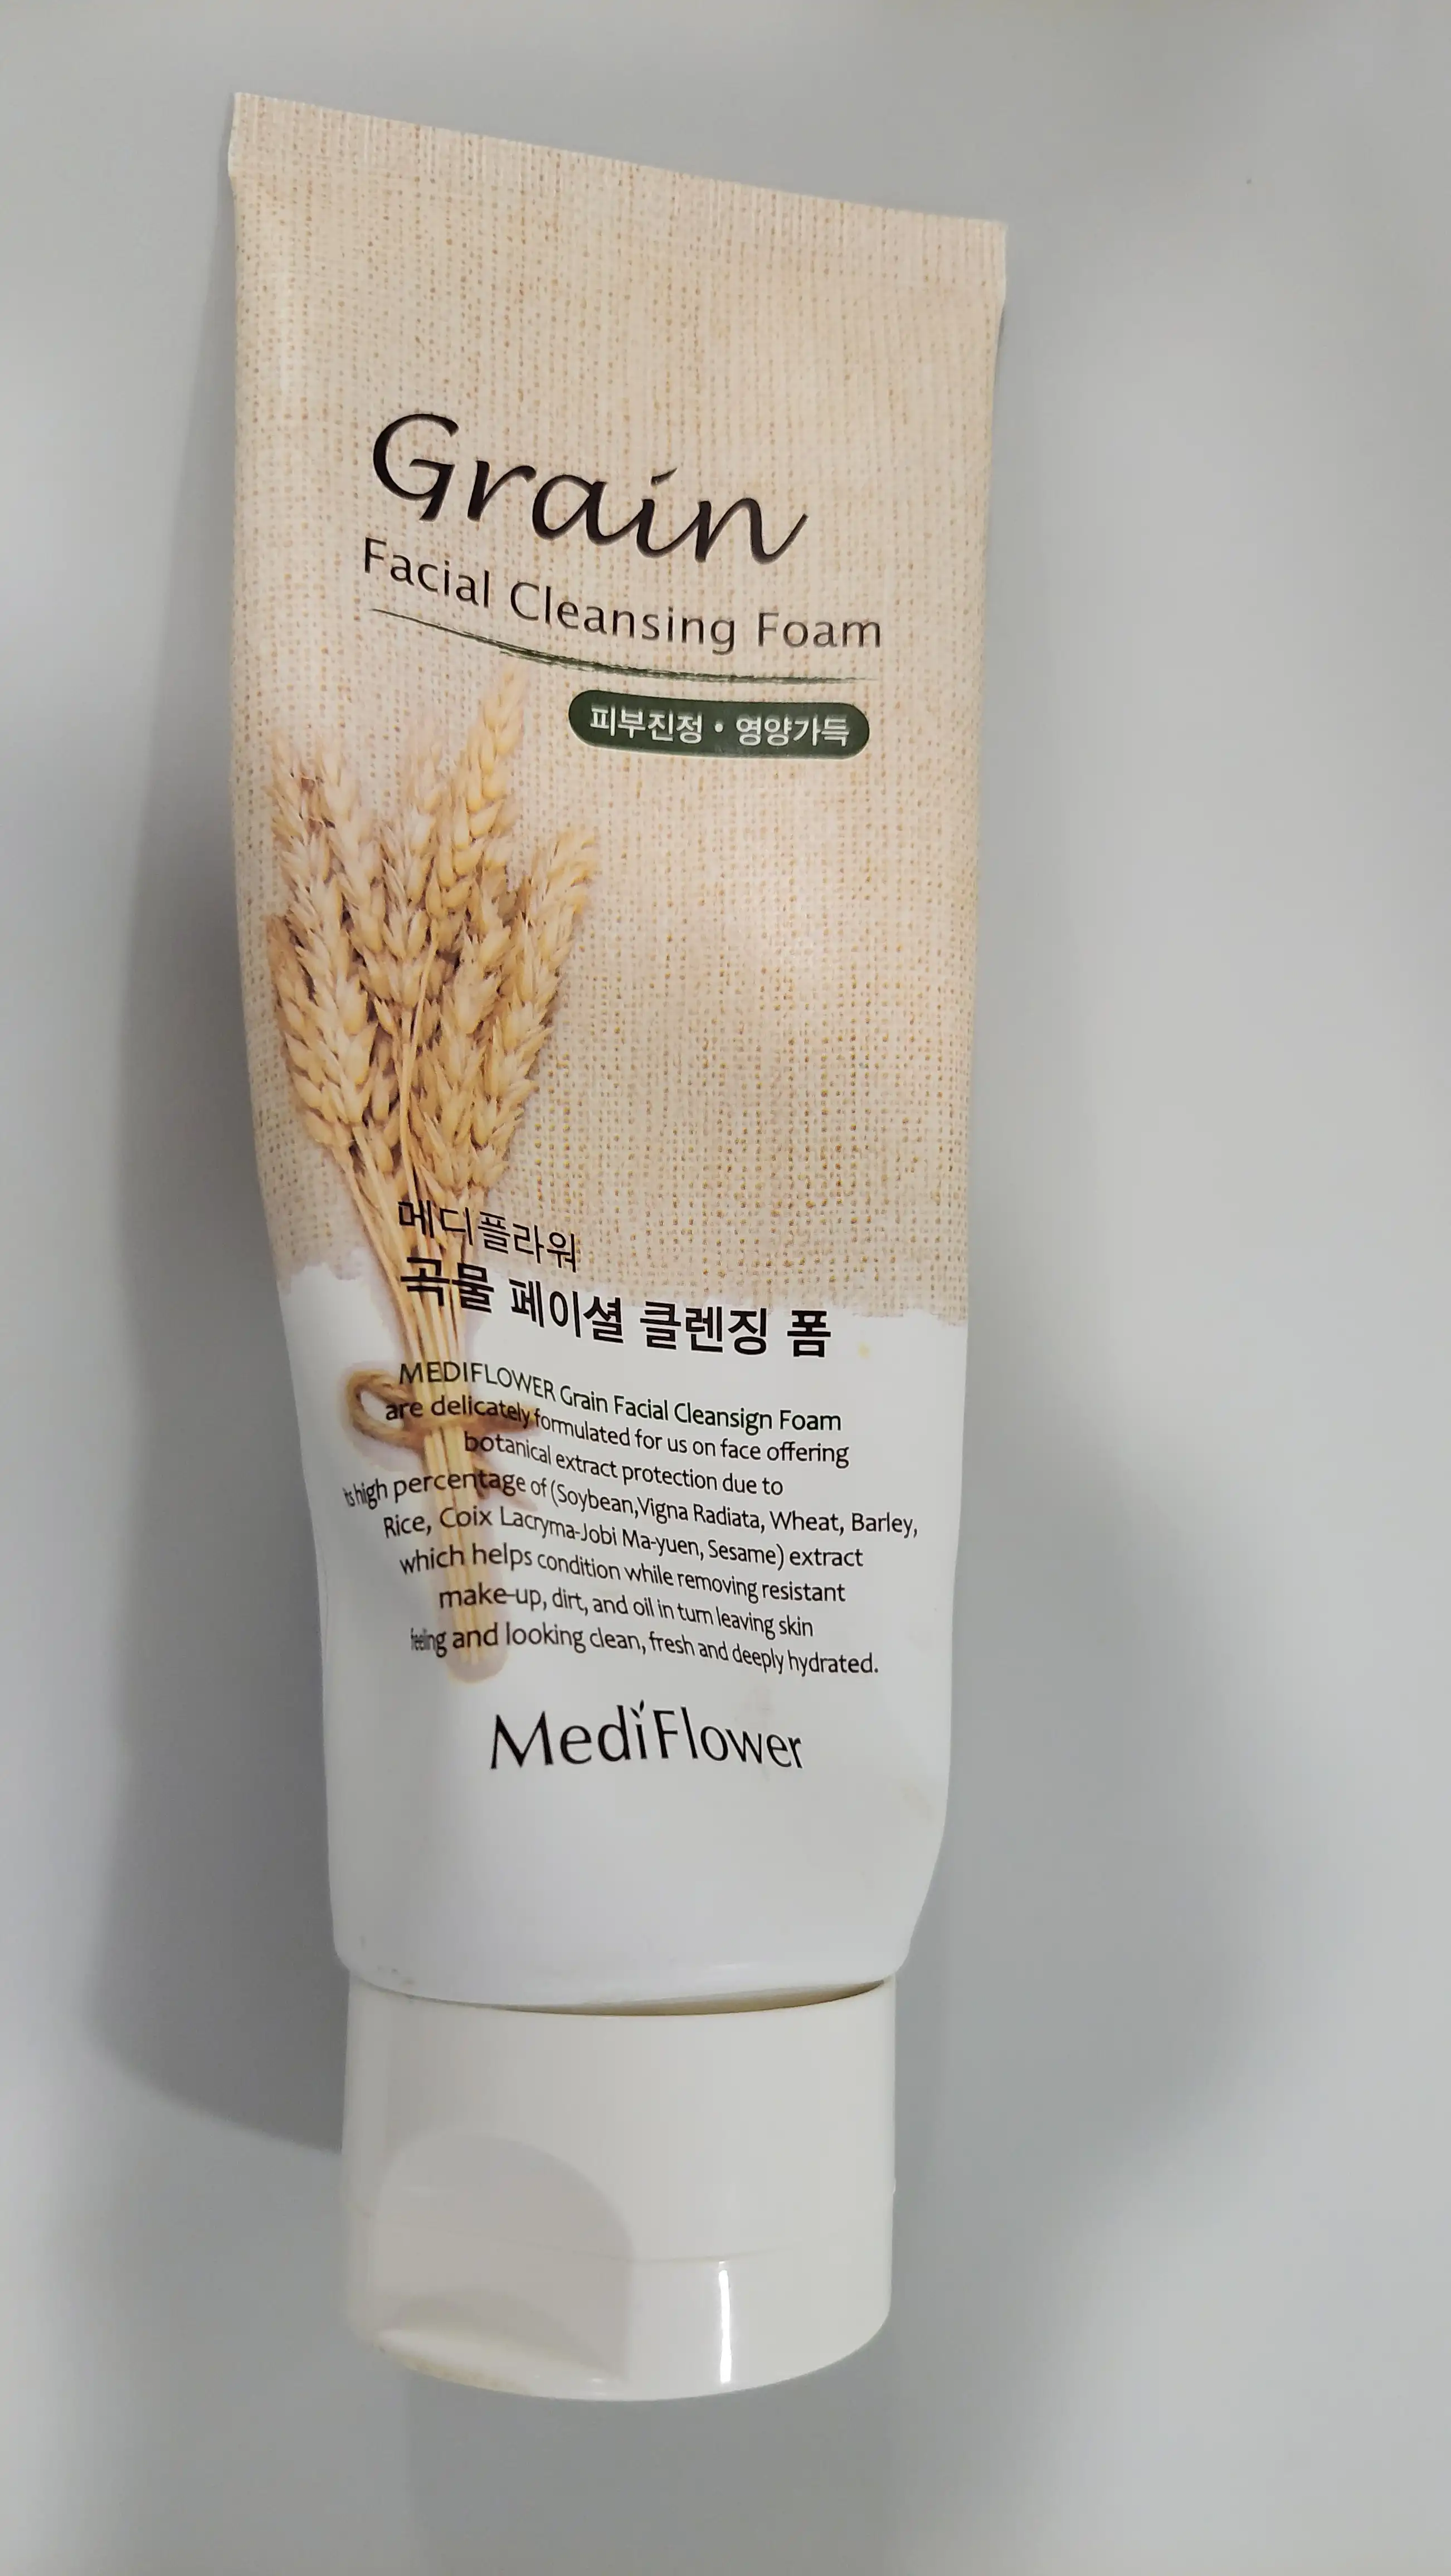 Grain
Facial Cleansing Foam
피부진정 • 영양가득
메디플라워
곡물 페이셜 클렌징 폼
MEDIFLOWER Grain Facial Cleansign Foam
are delicately formulated for us on face offering
botanical extract protection due to
its high percentage of (Soybean,Vigna Radiata, Wheat, Barley,
Rice, Coix Lacryma-Jobi Ma-yuen, Sesame) extract
which helps condition while removing resistant
make-up, dirt, and oil in turn leaving skin
feeling and looking clean, fresh and deeply hydrated.
MediFlower